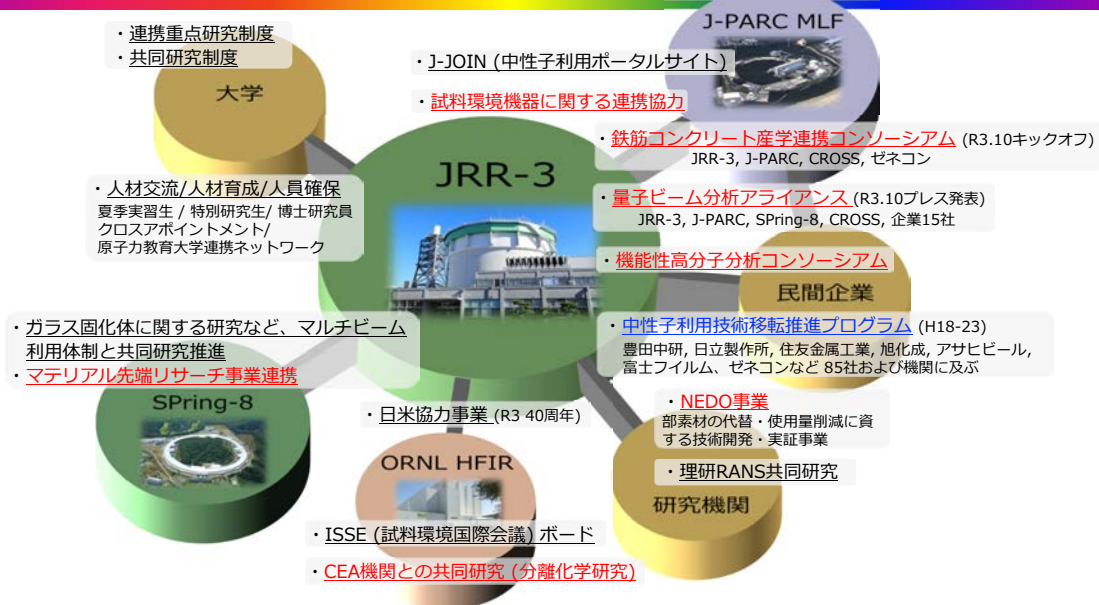 ・連携重点研究制度
・共同研究制度
大学
J-PARC MLF
・J-JOIN (中性子利用ポータルサイト)
・試料環境機器に関する連携協力
・鉄筋コンクリート産学連携コンソーシアム (R3.10キックオフ)
JRR-3, J-PARC, CROSS, ゼネコン
JRR-3
・人材交流/人材育成/人員確保
夏季実習生 / 特別研究生/ 博士研究員
クロスアポイントメント/
原子力教育大学連携ネットワーク
・量子ビーム分析アライアンス (R3.10プレス発表)
JRR-3, J-PARC, SPring-8, CROSS, 企業15社
・機能性高分子分析コンソーシアム
民間企業
・中性子利用技術移転推進プログラム (H18-23)
豊田中研, 日立製作所, 住友金属工業, 旭化成, アサヒビール,
富士フイルム、ゼネコンなど 85社および機関に及ぶ
・ガラス固化体に関する研究など、マルチビーム
利用体制と共同研究推進
・マテリアル先端リサーチ事業連携
SPring-8
・日米協力事業 (R3 40周年)
ORNL HFIR
・NEDO事業
部素材の代替・使用量削減に資
する技術開発・実証事業
・理研RANS共同研究
研究機関
・ISSE (試料環境国際会議) ボード
・CEA機関との共同研究 (分離化学研究)